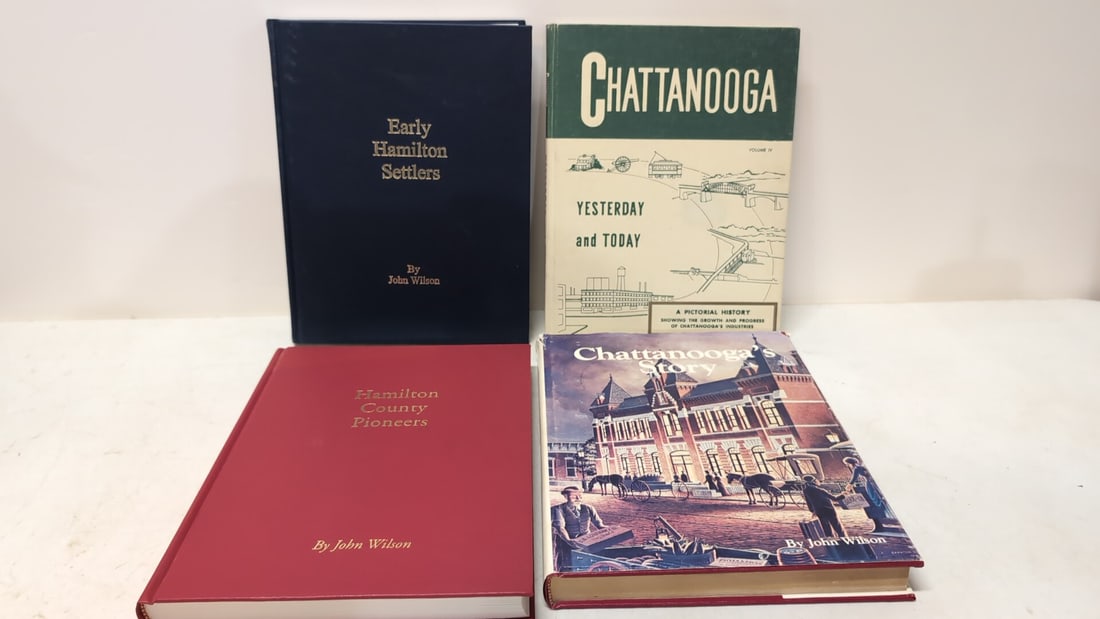 Early
Hamilton
Settlers
By
John Wilson
CHATTANOOGA
VOLUME IV
YESTERDAY
and TODAY
A PICTORIAL HISTORY
SHOWING THE GROWTH AND PROGRESS
OF CHATTANOOGA'S INDUSTRIES
Hamilton
County
Pioneers
By John Wilson
Chattanooga's
Story
By John Wilson